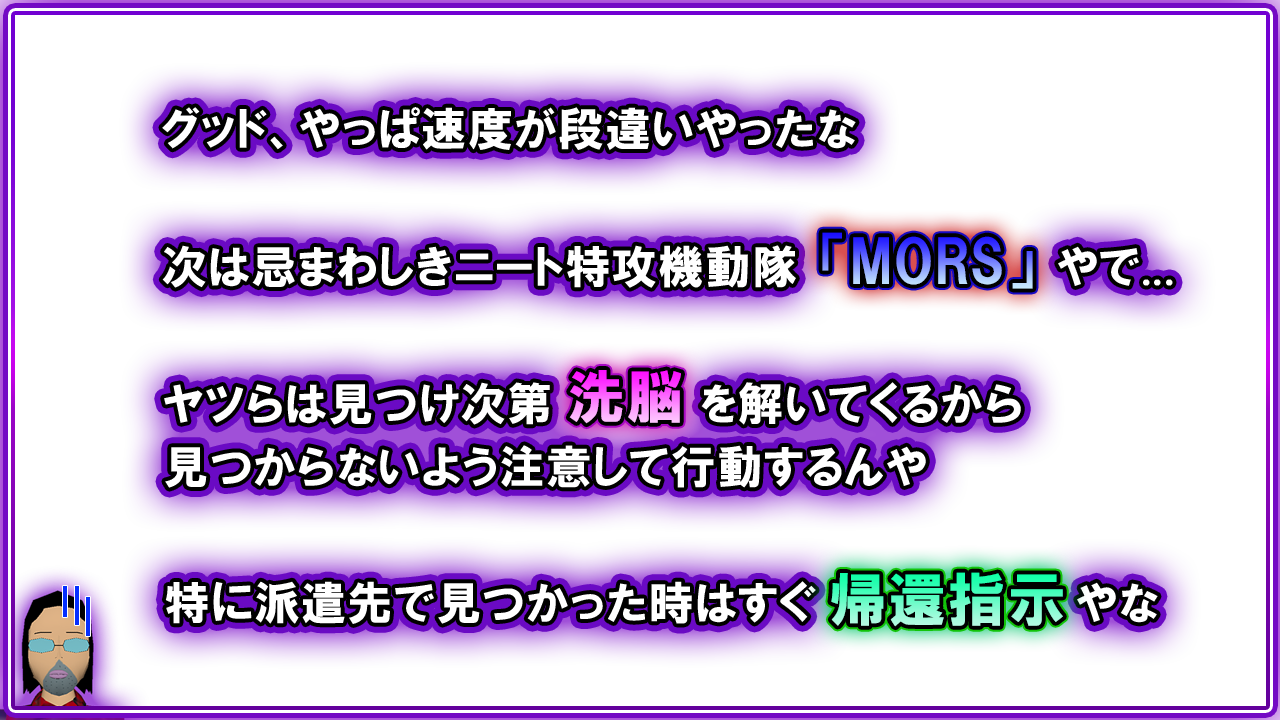 グッド、やっぱ速度が段違いやったな
次は忌まわしきニート特攻機動隊「MORS」やで...
ヤツらは見つけ次第 洗脳 を解いてくるから
見つからないよう注意して行動するんや
特に派遣先で見つかった時はすぐ 帰還指示 やな